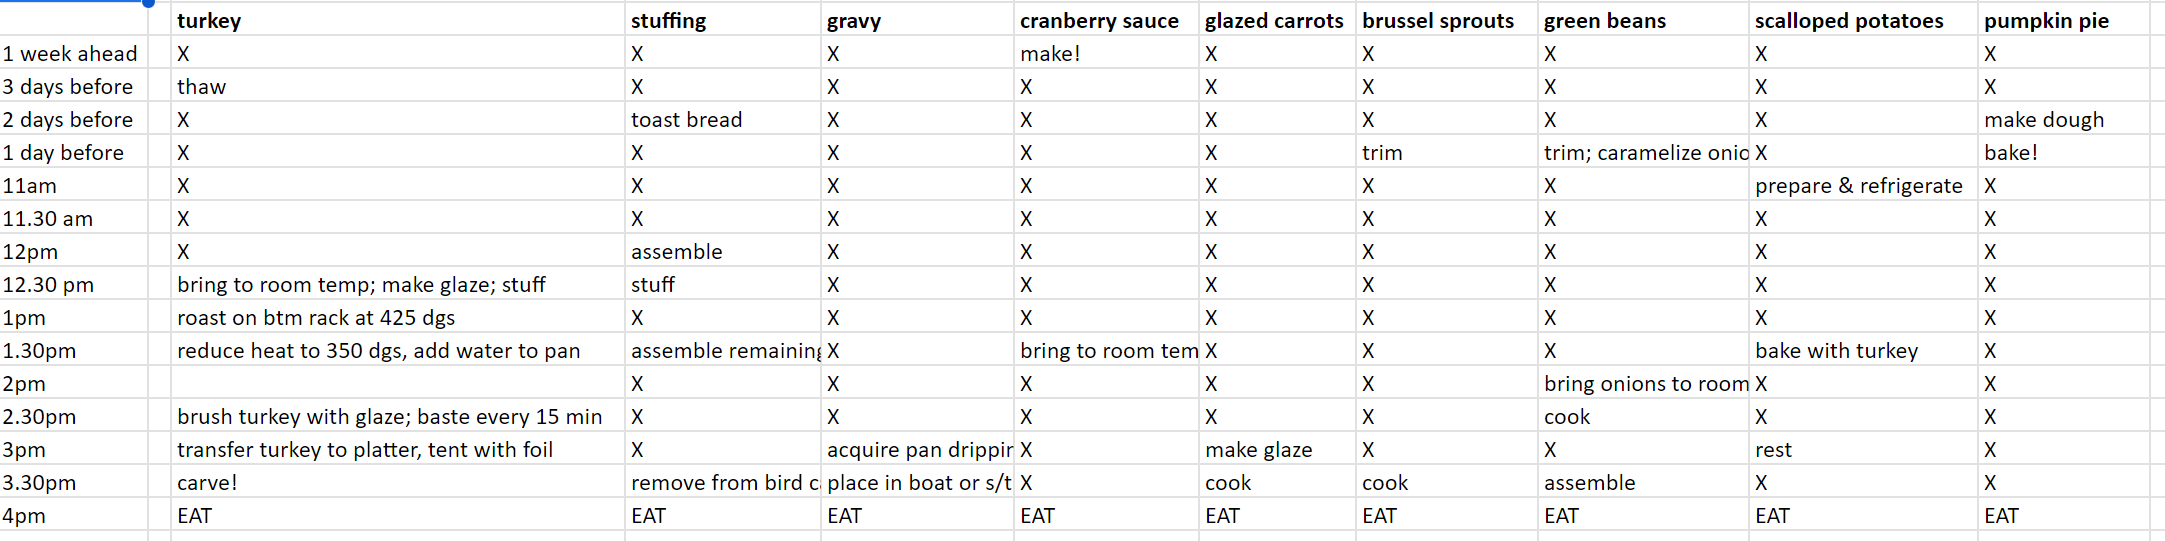 turkey stuffing gravy cranberry sauce glazed carrots brussel sprouts green beans scalloped potatoes pumpkin pie
1 week ahead X X X make! X X X X X
3 days before thaw X X X X X X X X
2 days before X toast bread X X X X X X make dough
1 day before X X X X X trim trim; caramelize onio X bake!
11am X X X X X X X prepare & refrigerate X
11.30 am X X X X X X X X X
12pm X assemble X X X X X X X
12.30 pm bring to room temp; make glaze; stuff stuff X X X X X X X
1pm roast on btm rack at 425 dgs X X X X X X X X
1.30pm reduce heat to 350 dgs, add water to pan assemble remaining X bring to room tem X X X bake with turkey X
2pm X X X X X bring onions to room X X
2.30pm brush turkey with glaze; baste every 15 min X X X X X cook X X
3pm transfer turkey to platter, tent with foil X acquire pan drippin X make glaze X X rest X
3.30pm carve! remove from bird ca place in boat or s/t X cook cook assemble X X
4pm EAT EAT EAT EAT EAT EAT EAT EAT EAT